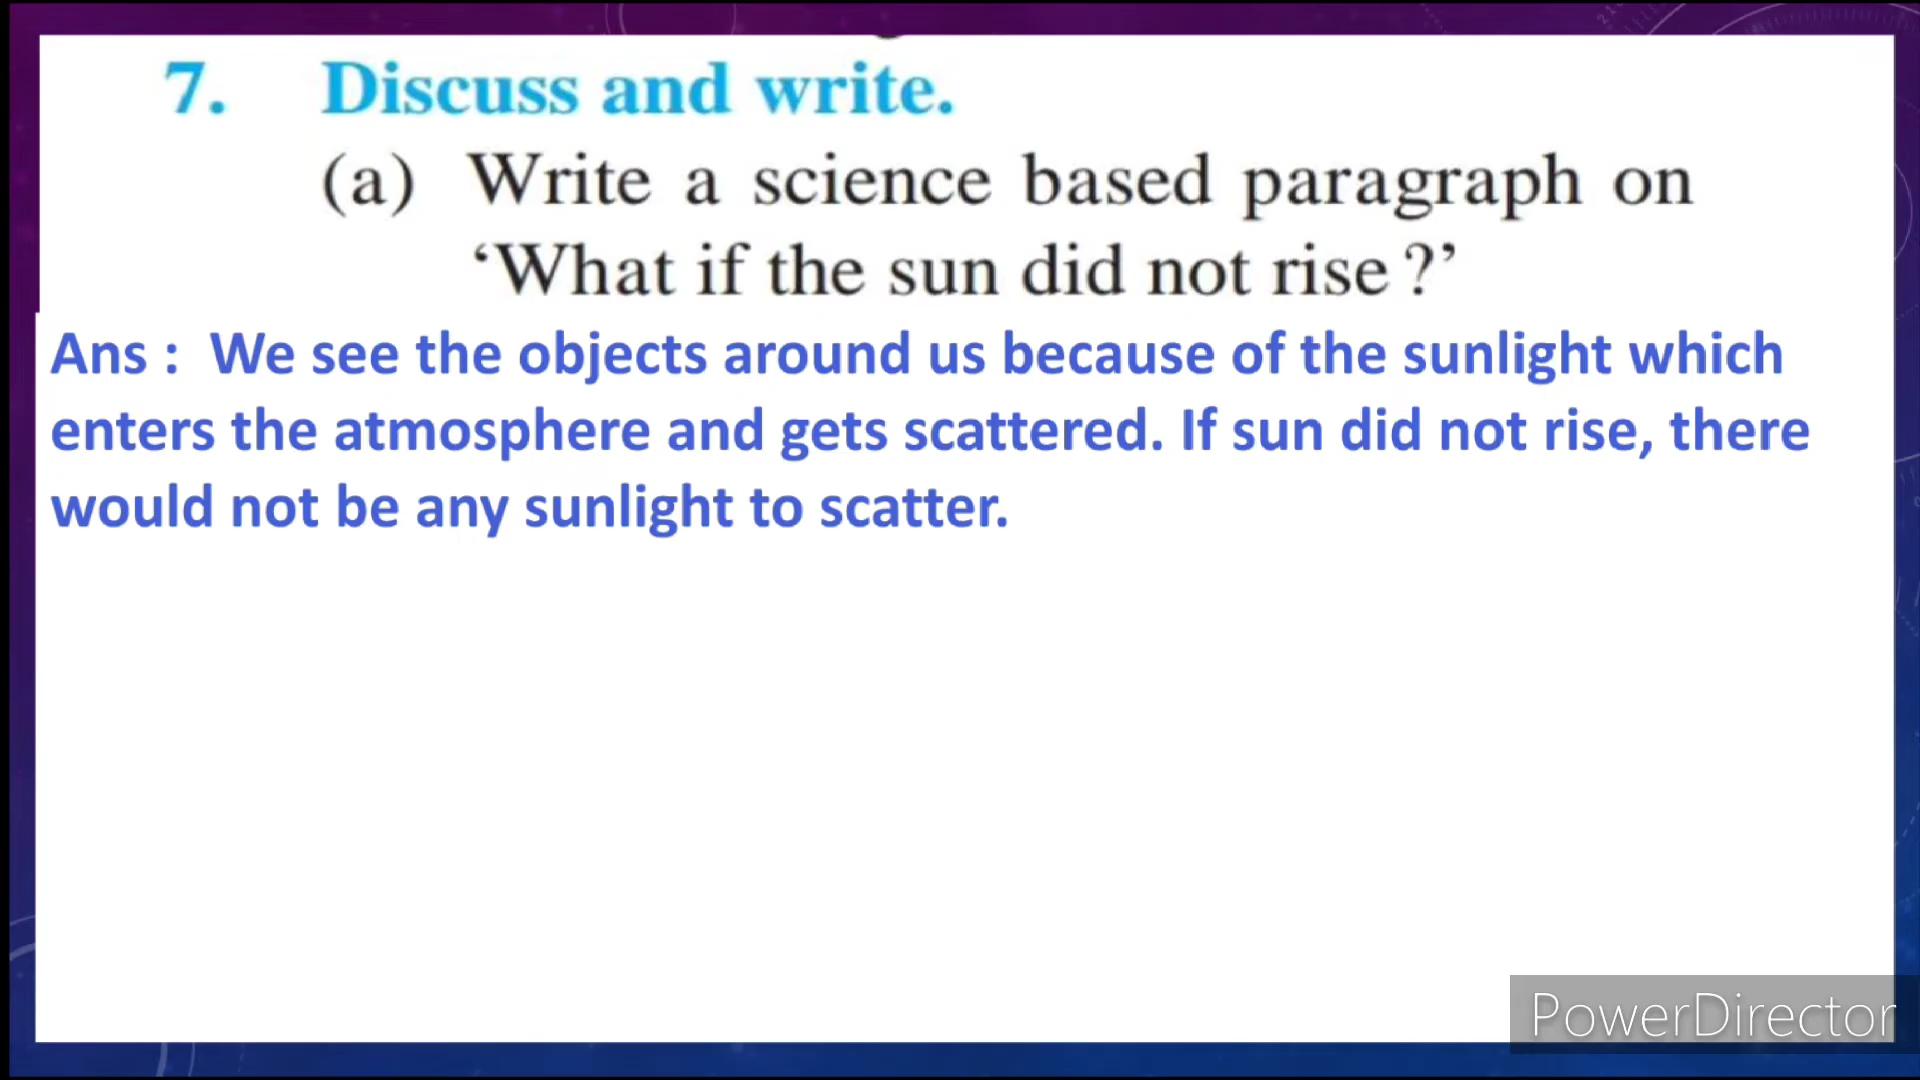 7. Discuss and write.
(a) Write a science based paragraph on
‘What if the sun did not rise ?’
Ans : We see the objects around us because of the sunlight which
enters the atmosphere and gets scattered. If sun did not rise, there
would not be any sunlight to scatter.
PowerDirector